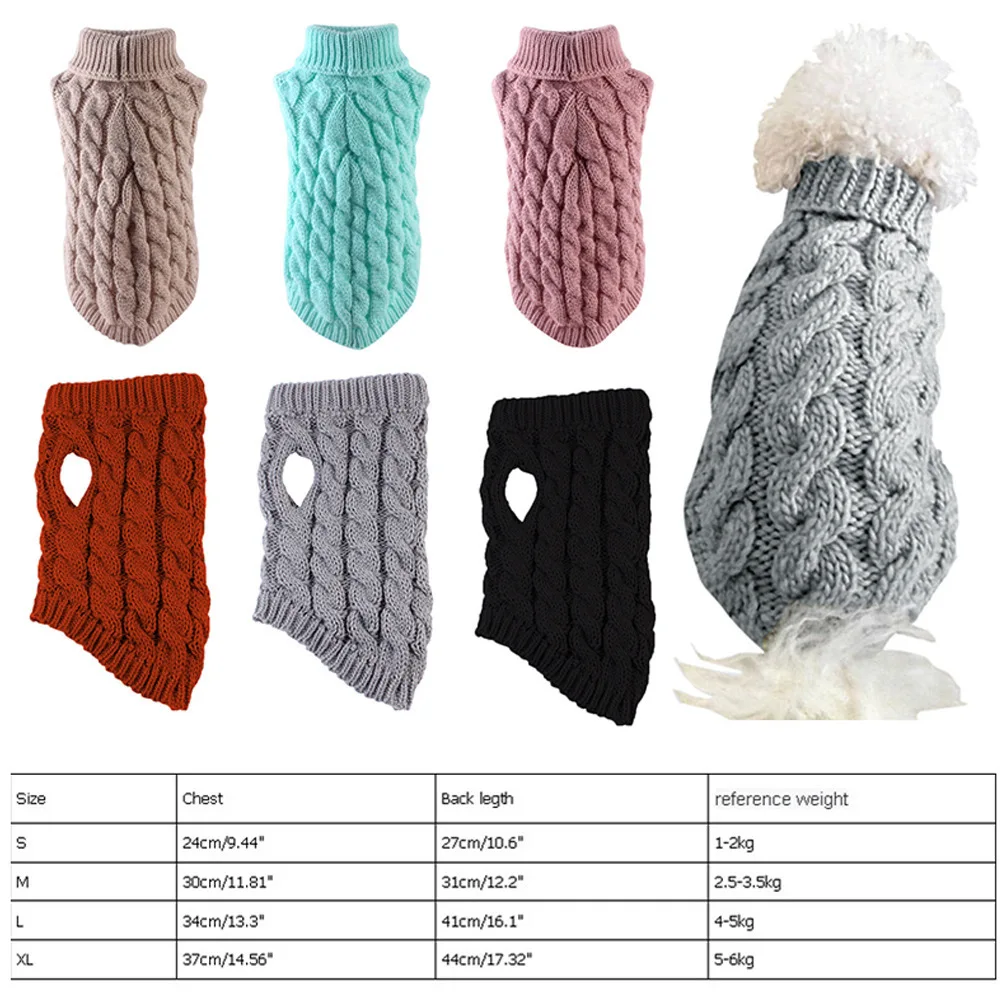 Size Chest Back legth reference weight
S 24cm/9.44" 27cm/10.6" 1-2kg
M 30cm/11.81" 31cm/12.2" 2.5-3.5kg
L 34cm/13.3" 41cm/16.1" 4-5kg
XL 37cm/14.56" 44cm/17.32" 5-6kg